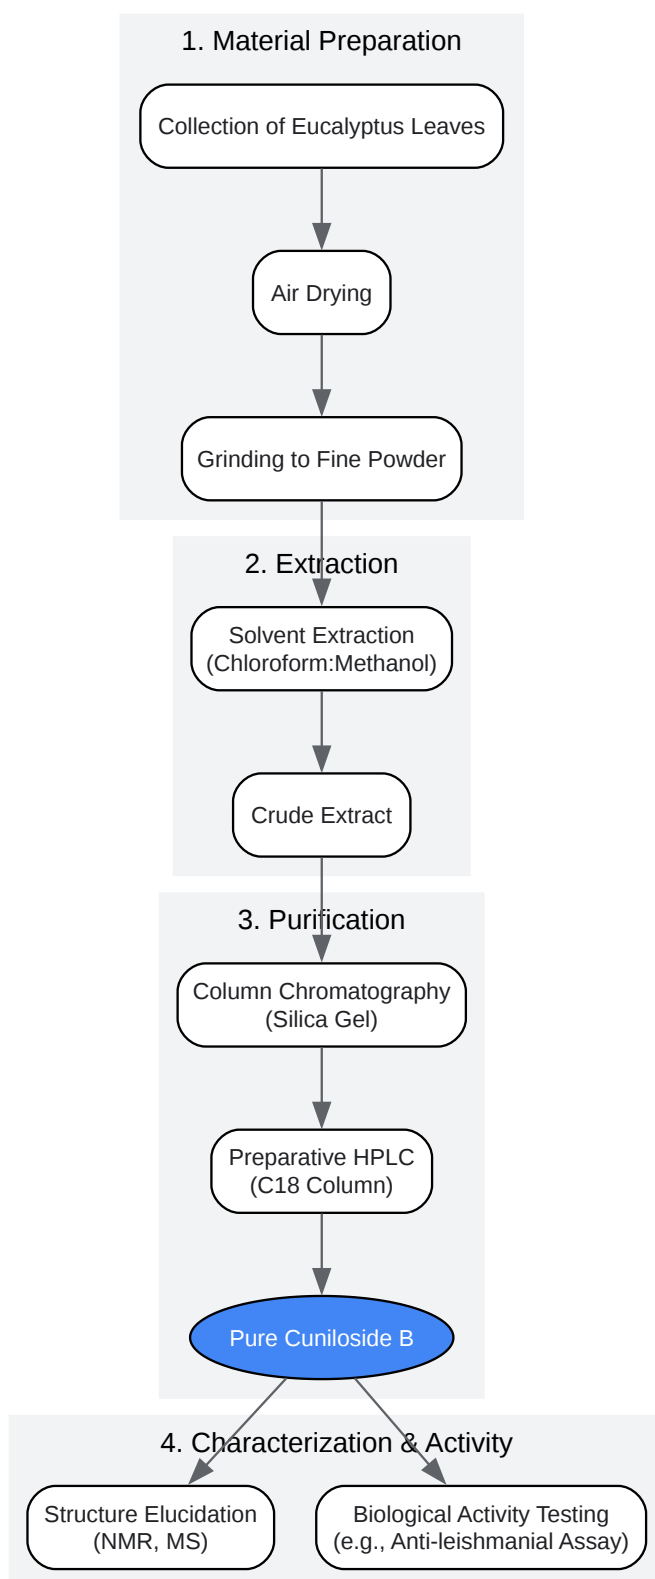 1. Material Preparation
Collection of Eucalyptus Leaves
Air Drying
Grinding to Fine Powder
2. Extraction
Solvent Extraction
(Chloroform:Methanol)
Crude Extract
3. Purification
Column Chromatography
(Silica Gel)
Preparative HPLC
(C18 Column)
Pure Cuniloside B
4. Characterization & Activity
Structure Elucidation
(NMR, MS)
Biological Activity Testing
(e.g., Anti-leishmanial Assay)